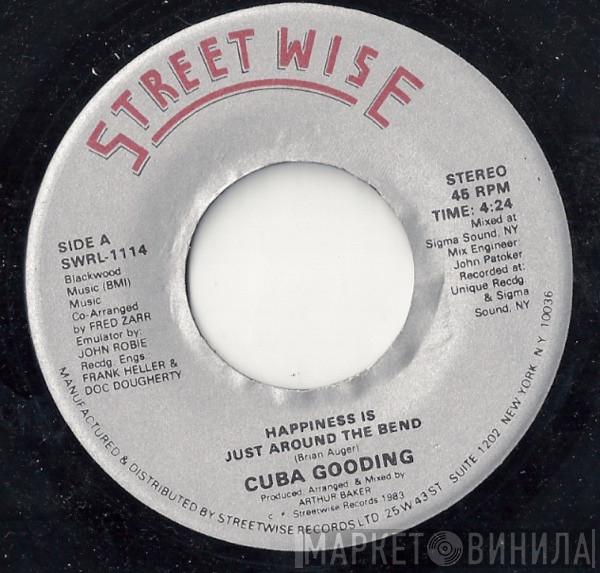 STREET WISE
SIDE A
SWRL-1114
Blackwood
Music (BMI)
Music
Co-Arranged
by FRED ZARR
Emulator by:
JOHN ROBIE
Recdg. Engs
FRANK HELLER &
DOC DOUGHERTY
STEREO
45 RPM
TIME: 4:24
Mixed at
Sigma Sound, NY
Mix Engineer:
John Patoker
Recorded at:
Unique Recdg
& Sigma
Sound, NY
HAPPINESS IS
JUST AROUND THE BEND
(Brian Auger)
CUBA GOODING
Produced, Arranged & Mixed by
ARTHUR BAKER
c P. Streetwise Records 1983
MANUFACTURED & DISTRIBUTED BY STREETWISE RECORDS LTD 25 W 43 ST SUITE 1202 NEW YORK NY 10036
МАРКЕТ ВИНИЛА